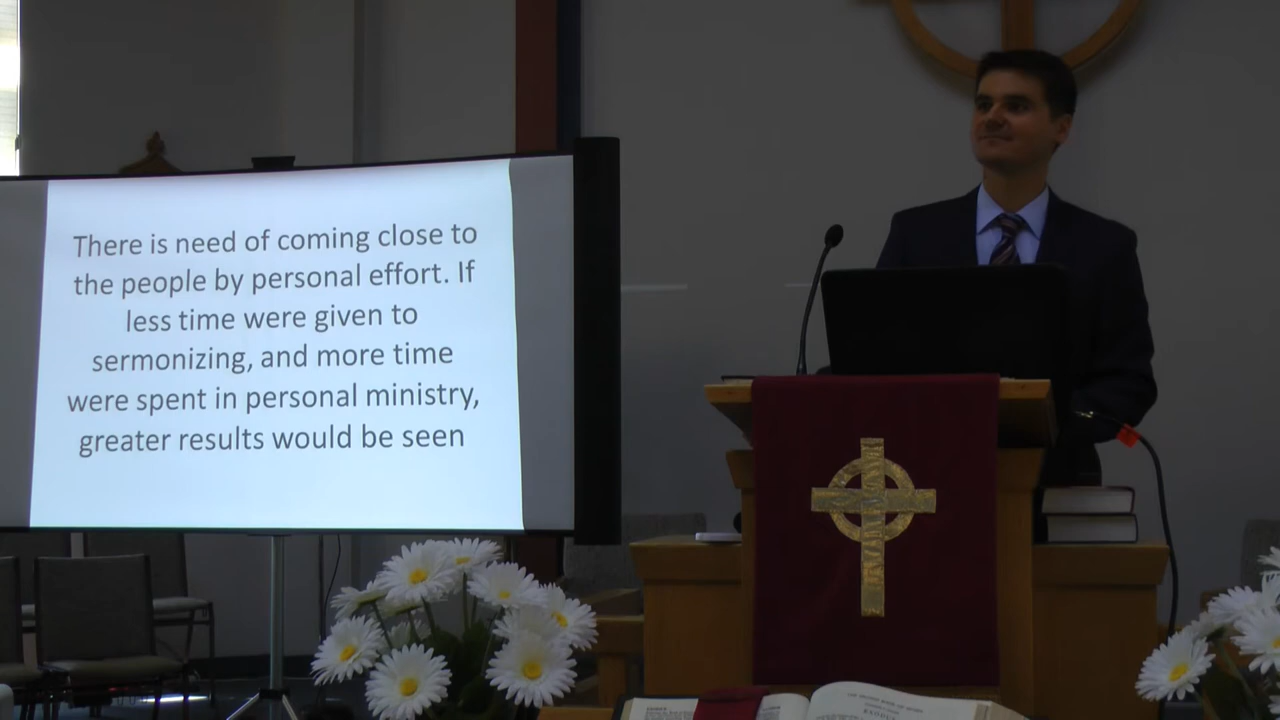 There is need of coming close to
the people by personal effort. If
less time were given to
sermonizing, and more time
were spent in personal ministry,
greater results would be seen
EXODUS